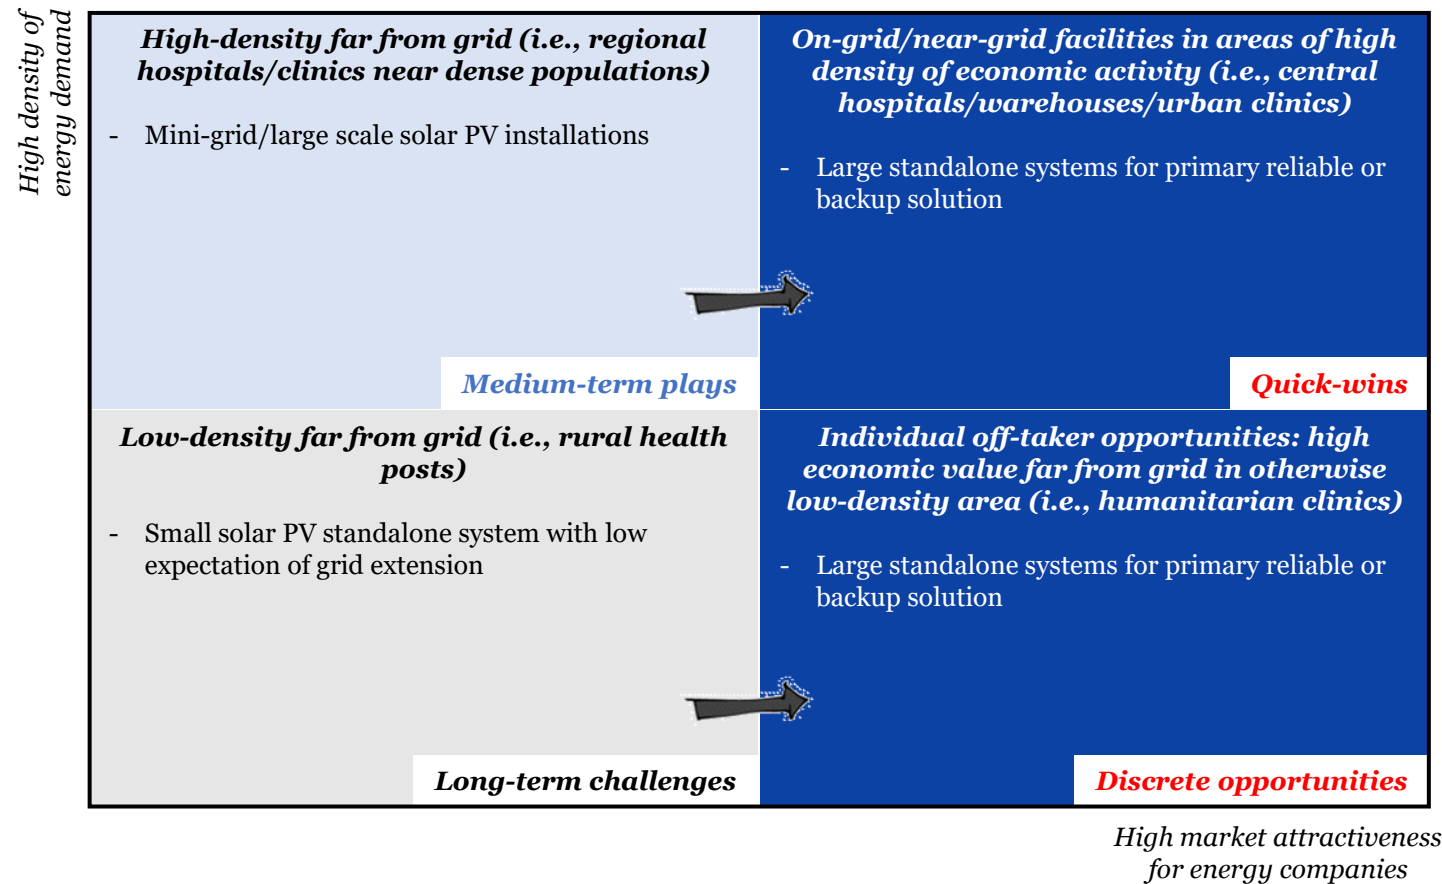 High density of
energy demand
High-density far from grid (i.e., regional
hospitals/clinics near dense populations)
- Mini-grid/large scale solar PV installations
Medium-term plays
On-grid/near-grid facilities in areas of high
density of economic activity (i.e., central
hospitals/warehouses/urban clinics)
- Large standalone systems for primary reliable or
backup solution
Quick-wins
Low-density far from grid (i.e., rural health
posts)
- Small solar PV standalone system with low
expectation of grid extension
Long-term challenges
Individual off-taker opportunities: high
economic value far from grid in otherwise
low-density area (i.e., humanitarian clinics)
- Large standalone systems for primary reliable or
backup solution
Discrete opportunities
High market attractiveness
for energy companies